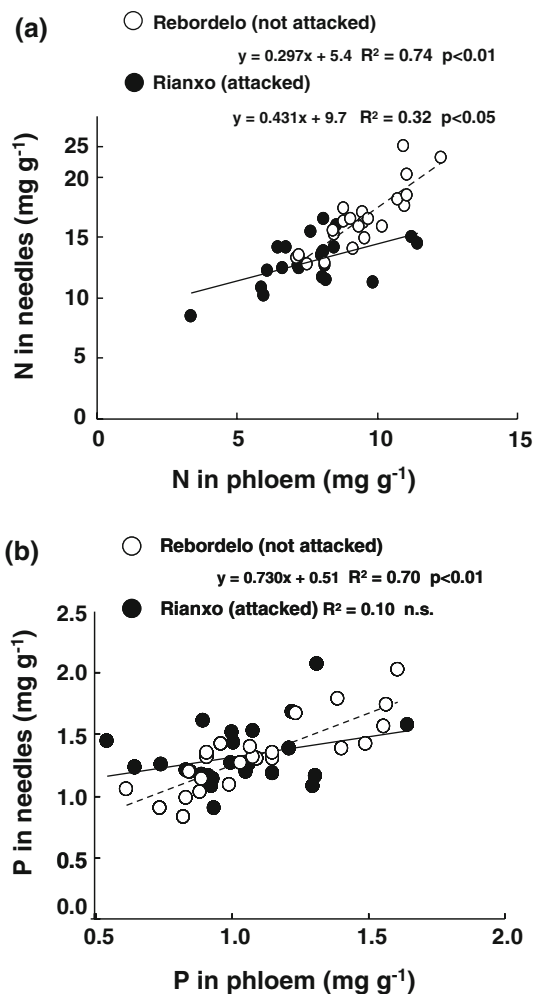 (a)
Rebordelo (not attacked)
y = 0.297x + 5.4 R² = 0.74 p<0.01
Rianxo (attacked)
y = 0.431x + 9.7 R² = 0.32 p<0.05
N in needles (mg g⁻¹)
25
20
15
10
5
0
0 5 10 15
N in phloem (mg g⁻¹)
(b)
Rebordelo (not attacked)
y = 0.730x + 0.51 R² = 0.70 p<0.01
Rianxo (attacked) R² = 0.10 n.s.
P in needles (mg g⁻¹)
2.5
2.0
1.5
1.0
0.5
0.0
0.5 1.0 1.5 2.0
P in phloem (mg g⁻¹)